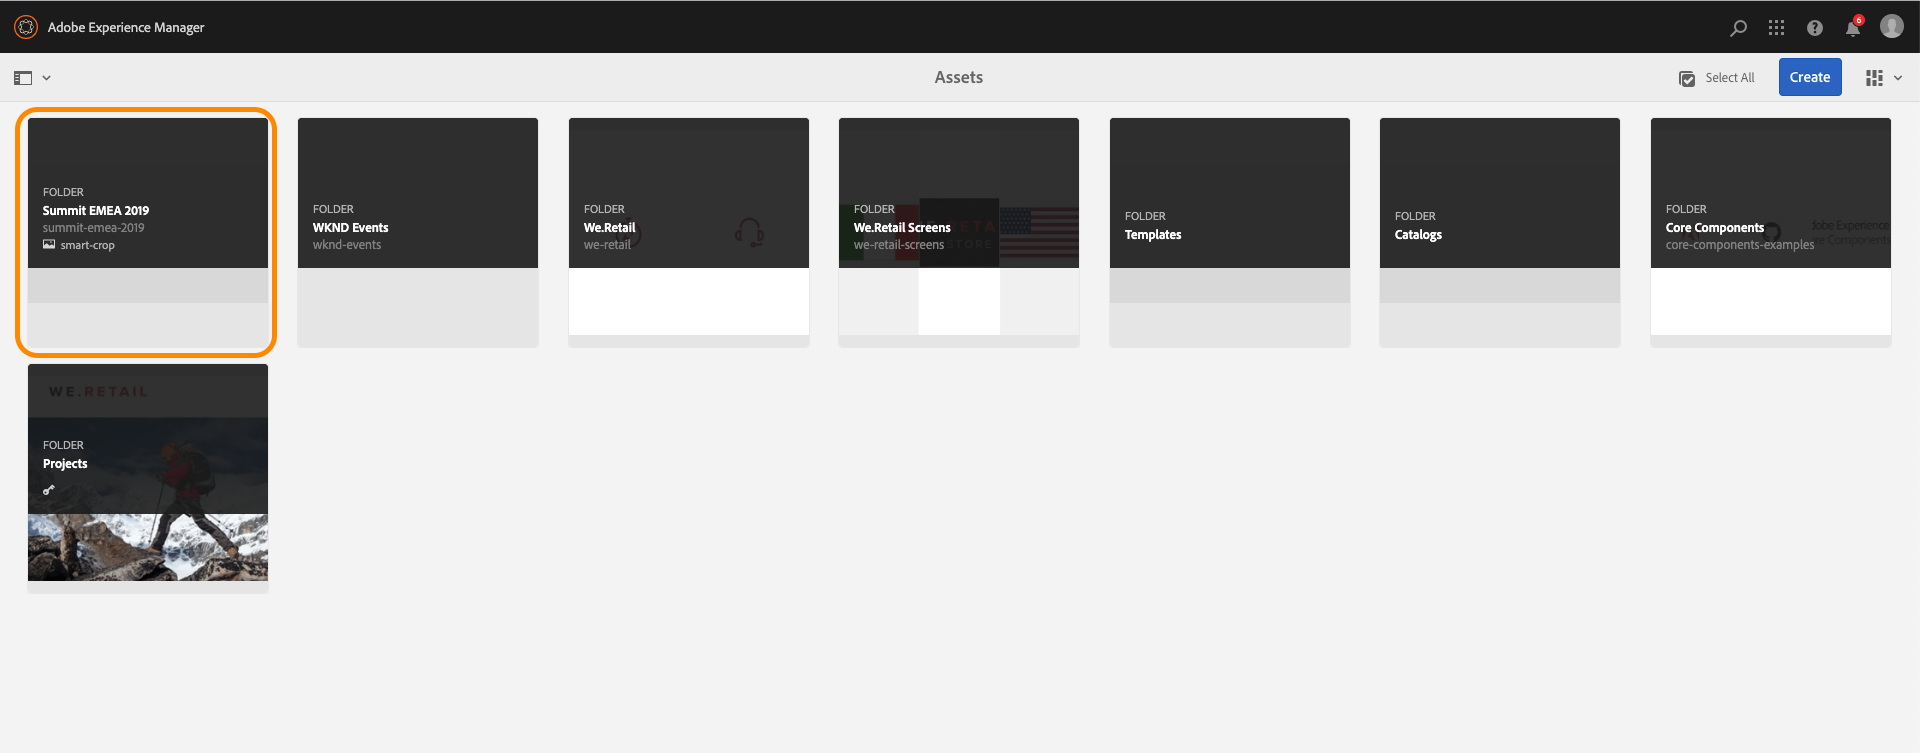 Adobe Experience Manager
6
Assets
Select All
Create
FOLDER
Summit EMEA 2019
summit-emea-2019
smart-crop
FOLDER
WKND Events
wknd-events
FOLDER
We.Retail
we-retail
FOLDER
We.Retail Screens
we-retail-screens
FOLDER
Templates
FOLDER
Catalogs
FOLDER
Core Components
core-components-examples
WE.RETAIL
FOLDER
Projects